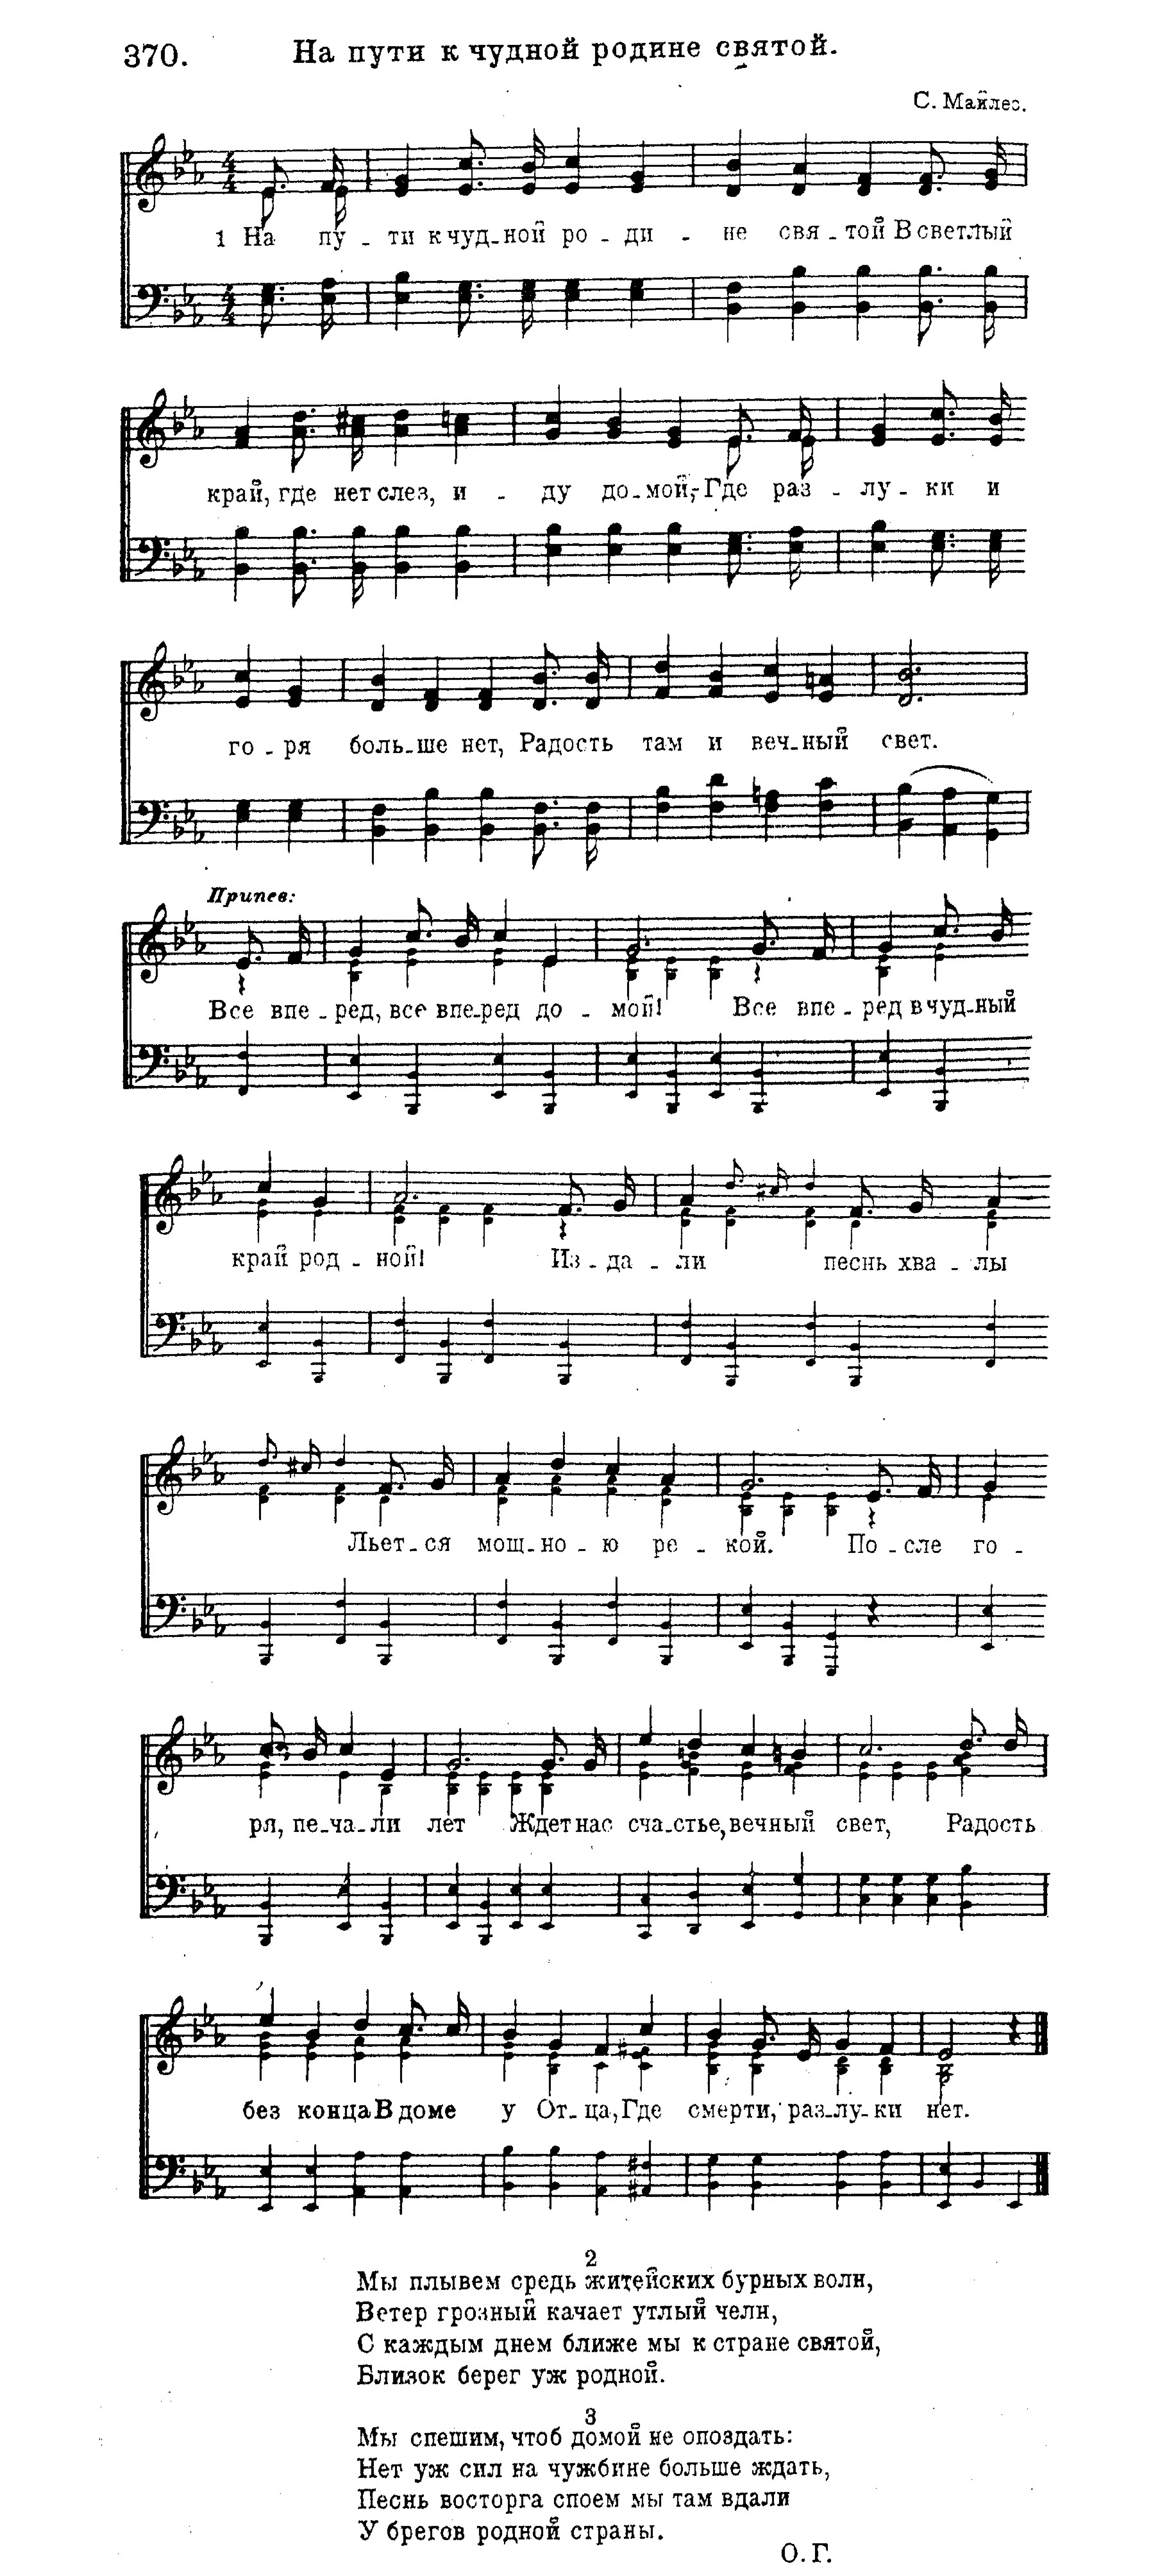 370.
На пути к чудной родине святой.
С. Майлес.
1 На пу - ти к чуд-ной ро - ди - не свя - той В светлый
край, где нет слез, и - ду до-мой,- Где раз - лу - ки и
го - ря боль-ше нет, Радость там и веч-ный свет.
Припев:
Все впе - ред, все впе-ред до - мой! Все впе - ред в чуд-ный
край род - ной! Из - да - ли песнь хва - лы
Льет - ся мощ-но - ю ре - кой. По - сле го -
ря, пе-ча-ли лет Ждет нас сча-стье, вечный свет, Радость
без конца В доме у От-ца, Где смерти, раз-лу-ки нет.
2
Мы плывем средь житейских бурных волн,
Ветер грозный качает утлый челн,
С каждым днем ближе мы к стране святой,
Близок берег уж родной.
3
Мы спешим, чтоб домой не опоздать:
Нет уж сил на чужбине больше ждать,
Песнь восторга споем мы там вдали
У брегов родной страны.
О. Г.